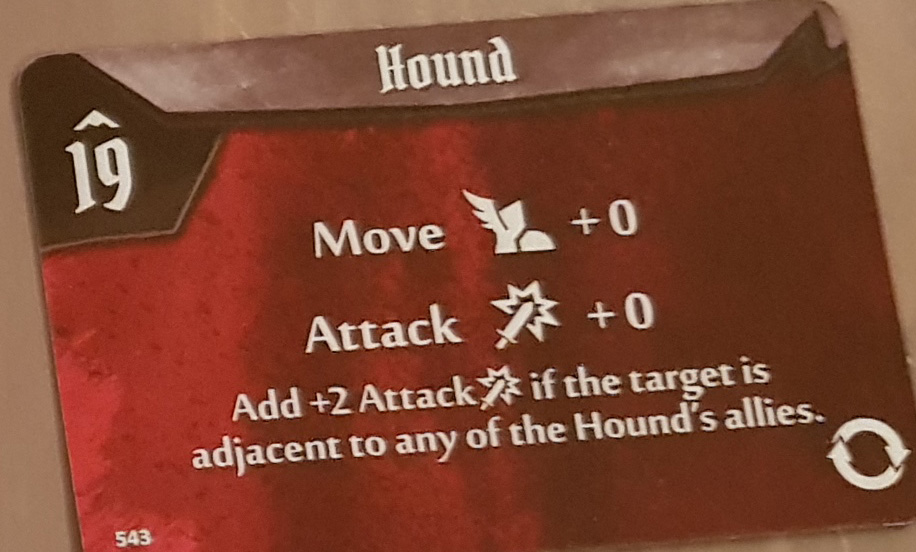 Hound
19
Move +0
Attack +0
Add +2 Attack if the target is
adjacent to any of the Hound's allies.
543